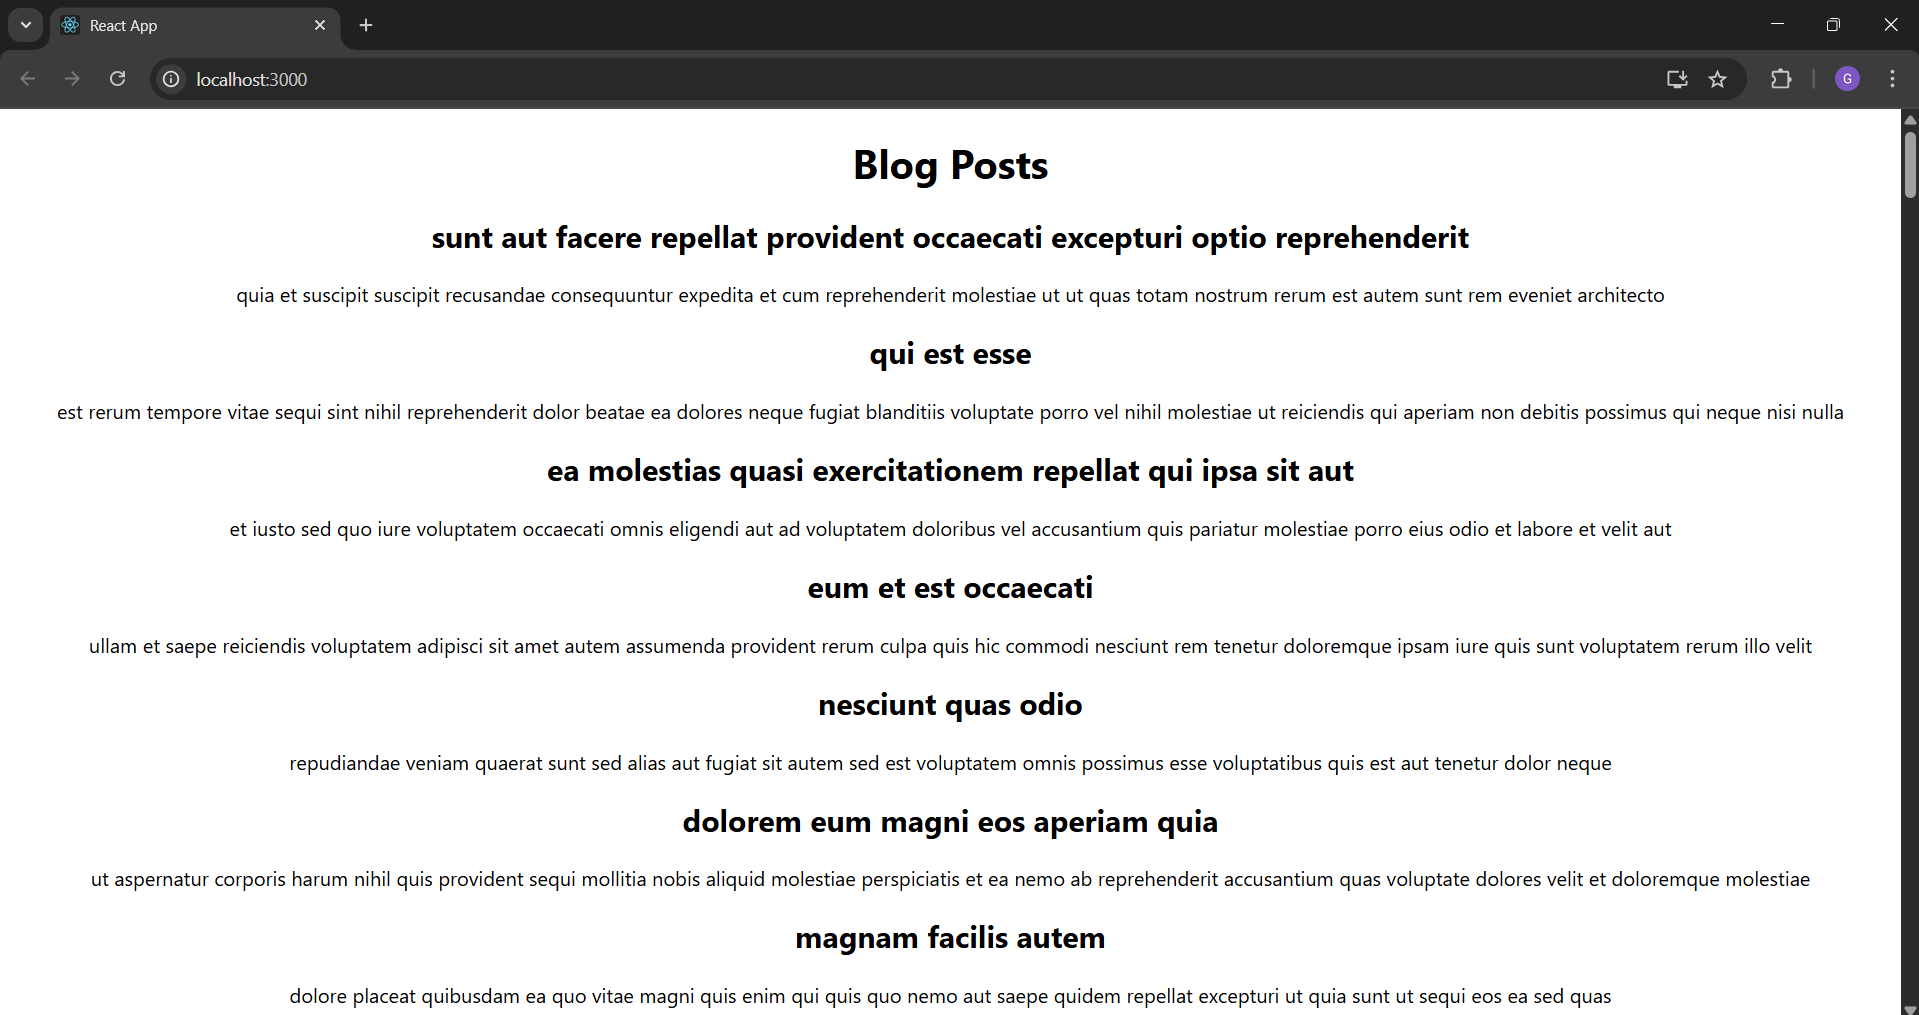 React App
localhost:3000
G
Blog Posts
sunt aut facere repellat provident occaecati excepturi optio reprehenderit
quia et suscipit suscipit recusandae consequuntur expedita et cum reprehenderit molestiae ut ut quas totam nostrum rerum est autem sunt rem eveniet architecto
qui est esse
est rerum tempore vitae sequi sint nihil reprehenderit dolor beatae ea dolores neque fugiat blanditiis voluptate porro vel nihil molestiae ut reiciendis qui aperiam non debitis possimus qui neque nisi nulla
ea molestias quasi exercitationem repellat qui ipsa sit aut
et iusto sed quo iure voluptatem occaecati omnis eligendi aut ad voluptatem doloribus vel accusantium quis pariatur molestiae porro eius odio et labore et velit aut
eum et est occaecati
ullam et saepe reiciendis voluptatem adipisci sit amet autem assumenda provident rerum culpa quis hic commodi nesciunt rem tenetur doloremque ipsam iure quis sunt voluptatem rerum illo velit
nesciunt quas odio
repudiandae veniam quaerat sunt sed alias aut fugiat sit autem sed est voluptatem omnis possimus esse voluptatibus quis est aut tenetur dolor neque
dolorem eum magni eos aperiam quia
ut aspernatur corporis harum nihil quis provident sequi mollitia nobis aliquid molestiae perspiciatis et ea nemo ab reprehenderit accusantium quas voluptate dolores velit et doloremque molestiae
magnam facilis autem
dolore placeat quibusdam ea quo vitae magni quis enim qui quis quo nemo aut saepe quidem repellat excepturi ut quia sunt ut sequi eos ea sed quas